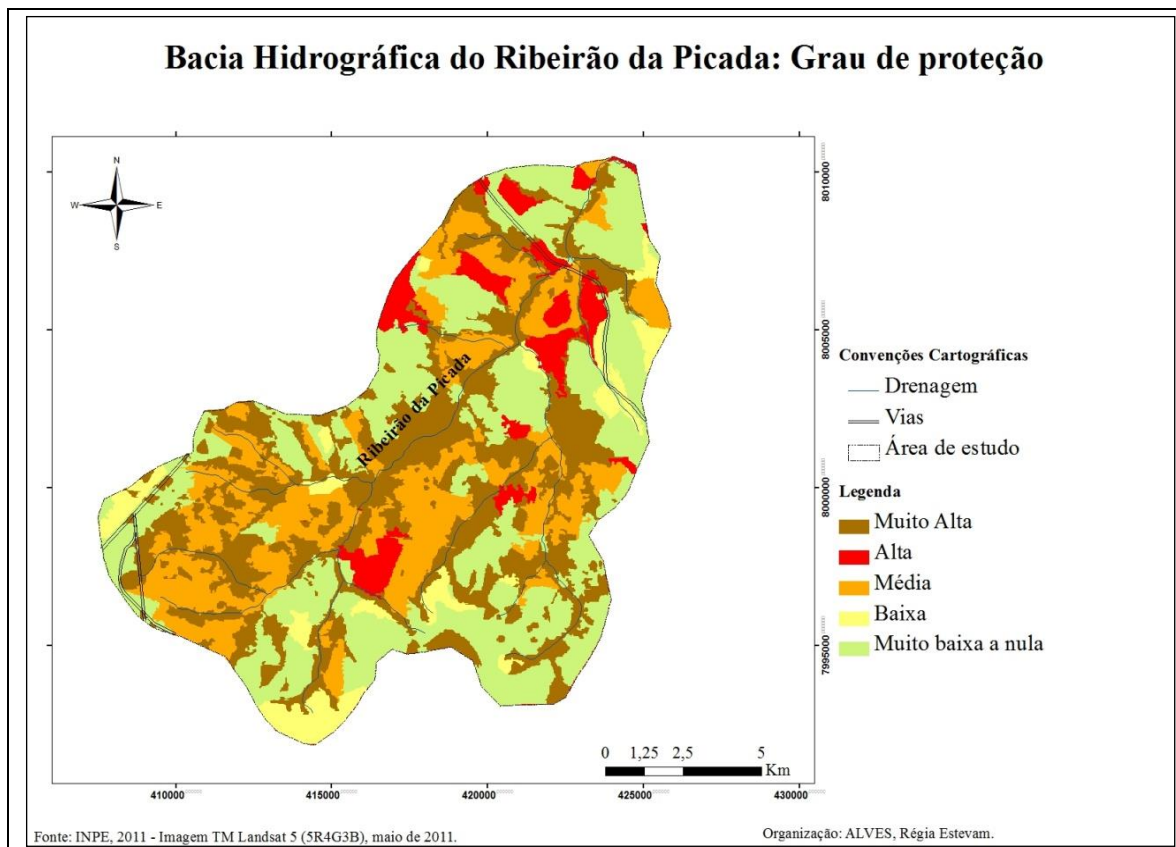 Bacia Hidrográfica do Ribeirão da Picada: Grau de proteção
N
W
E
S
8010000
8005000
8000000
7995000
Ribeirão da Picada
Convenções Cartográficas
Drenagem
Vias
Área de estudo
Legenda
Muito Alta
Alta
Média
Baixa
Muito baixa a nula
0 1,25 2,5 5
Km
410000 415000 420000 425000 430000
Fonte: INPE, 2011 - Imagem TM Landsat 5 (5R4G3B), maio de 2011.
Organização: ALVES, Régia Estevam.